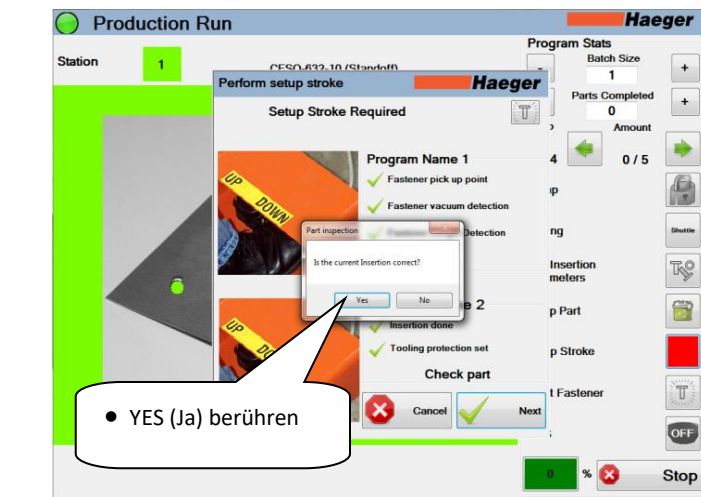 Production Run
Haeger
Station
1
CFSO-632-10 (Standoff)
Program Stats
Batch Size
-
1
+
Parts Completed
0
+
Amount
4
0 / 5
Perform setup stroke
Haeger
Setup Stroke Required
T
UP
DOWN
Program Name 1
Fastener pick up point
Fastener vacuum detection
Detection
Part inspection
Is the current Insertion correct?
Yes
No
UP
e 2
Insertion done
Tooling protection set
Check part
Cancel
Next
up
ng
Shuttle
Insertion
meters
p Part
p Stroke
t Fastener
T
OFF
0
%
Stop
• YES (Ja) berühren